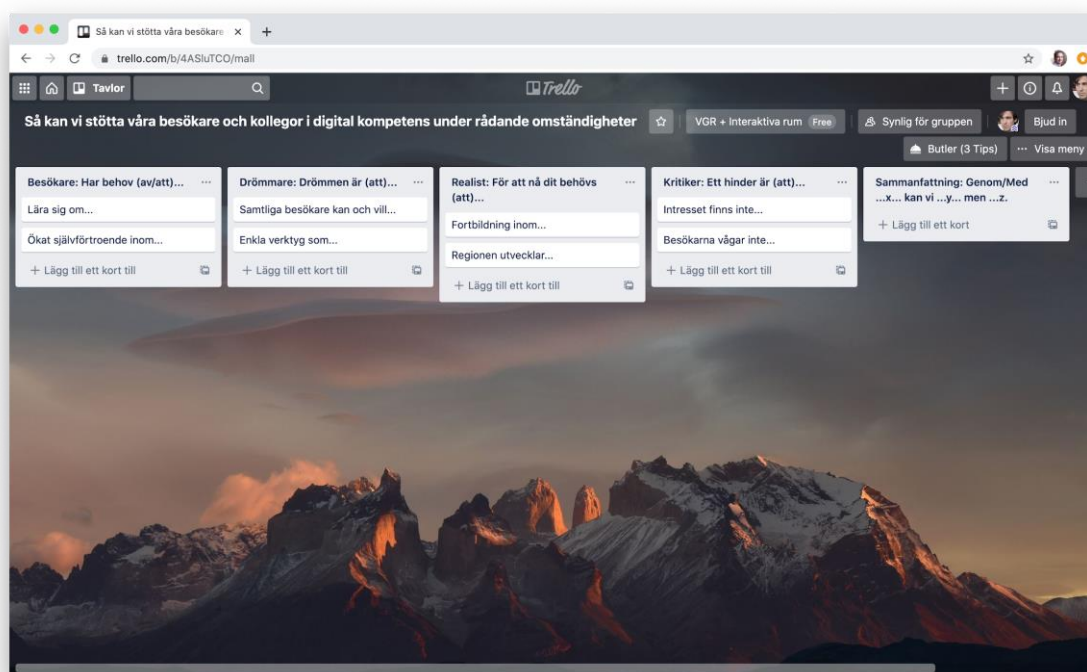 Så kan vi stötta våra besökare
trello.com/b/4ASluTCO/mall
Tavlor
Trello
Så kan vi stötta våra besökare och kollegor i digital kompetens under rådande omständigheter
VGR + Interaktiva rum Free
Synlig för gruppen
Bjud in
Butler (3 Tips)
... Visa meny
Besökare: Har behov (av/att)...
Lära sig om...
Ökat självförtroende inom...
+ Lägg till ett kort till
Drömmare: Drömmen är (att)...
Samtliga besökare kan och vill...
Enkla verktyg som...
+ Lägg till ett kort till
Realist: För att nå dit behövs
(att)...
Fortbildning inom...
Regionen utvecklar...
+ Lägg till ett kort till
Kritiker: Ett hinder är (att)...
Intresset finns inte...
Besökarna vågar inte...
+ Lägg till ett kort till
Sammanfattning: Genom/Med
...x... kan vi ...y... men ...z.
+ Lägg till ett kort